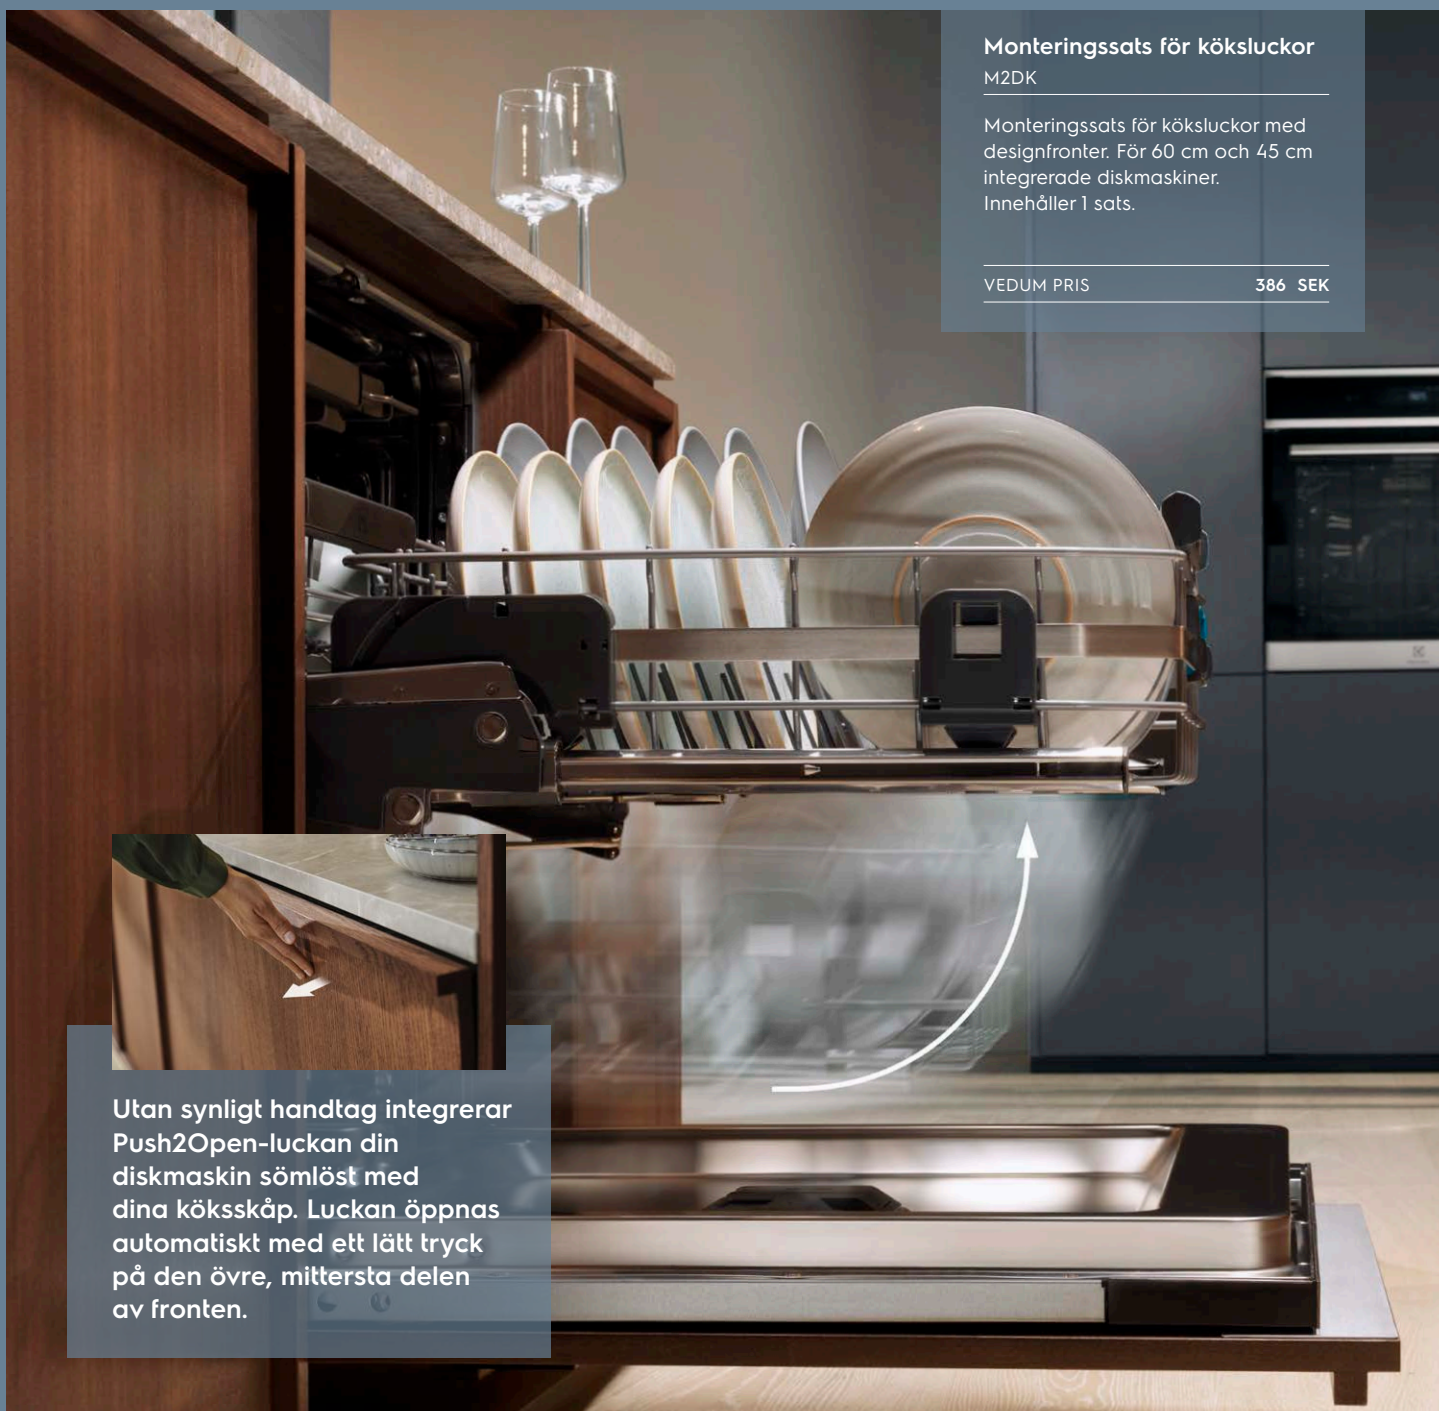 Monteringssats för köksluckor
M2DK
Monteringssats för köksluckor med
designfronter. För 60 cm och 45 cm
integrerade diskmaskiner.
Innehåller 1 sats.
VEDUM PRIS 386 SEK
Utan synligt handtag integrerar
Push2Open-luckan din
diskmaskin sömlöst med
dina köksskåp. Luckan öppnas
automatiskt med ett lätt tryck
på den övre, mittersta delen
av fronten.